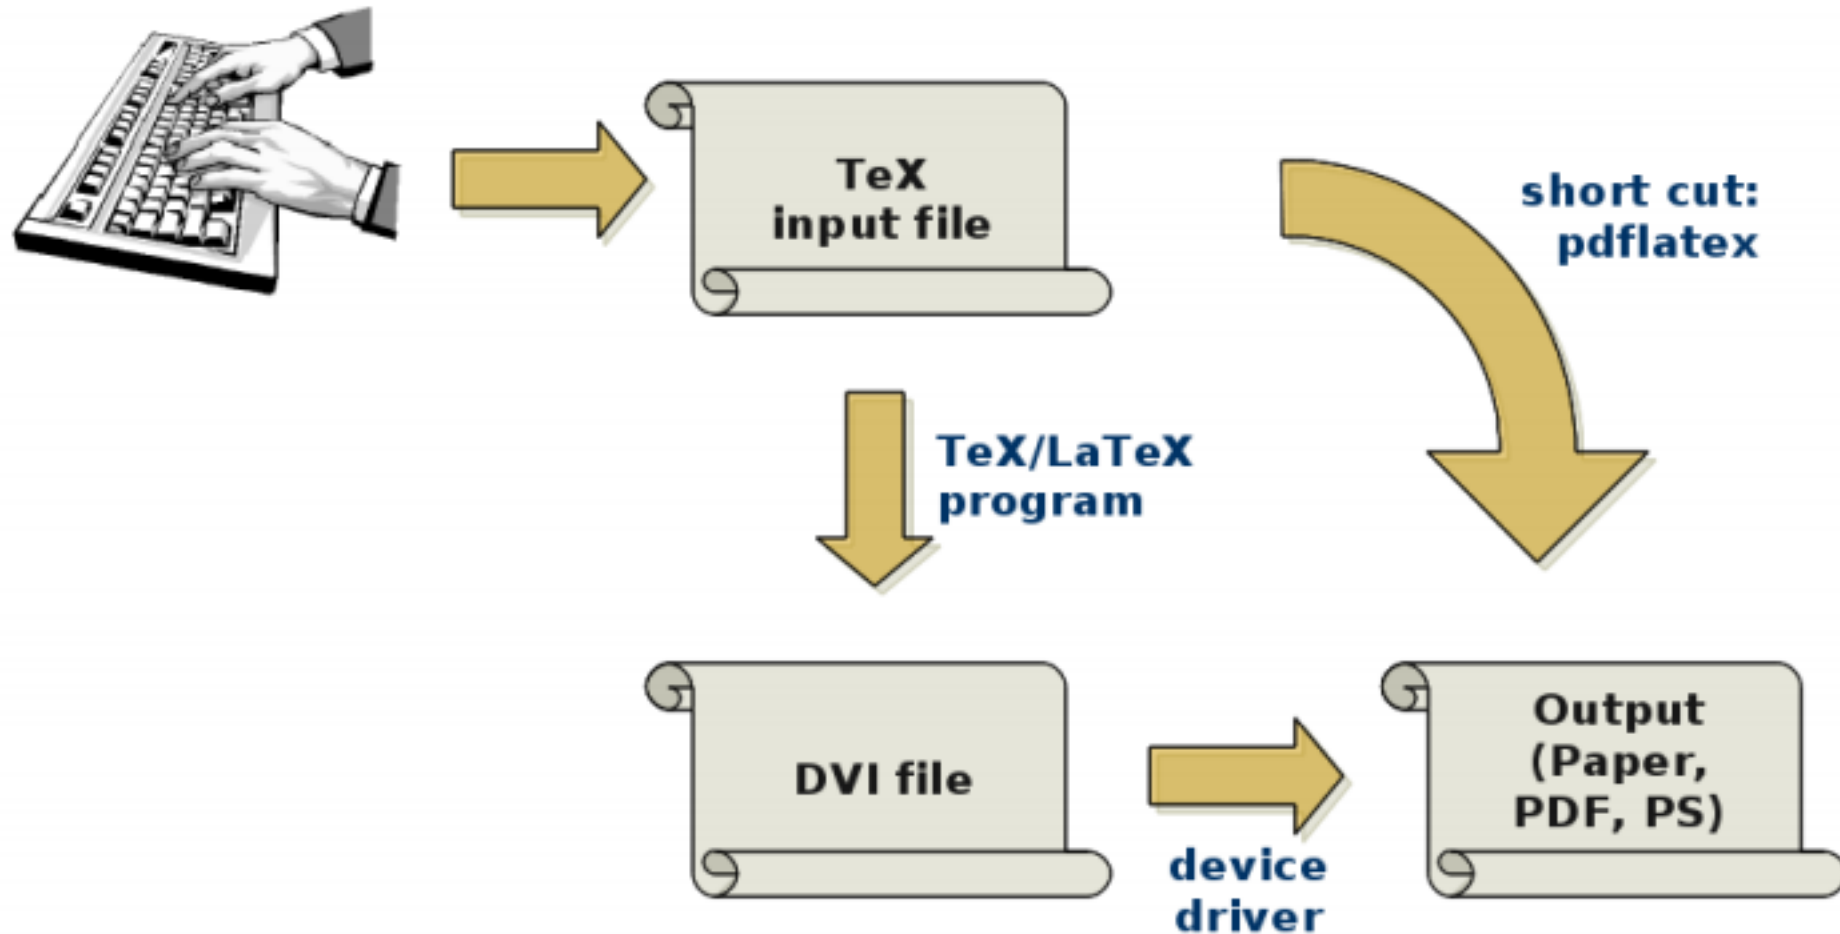 TeX
input file
short cut:
pdflatex
TeX/LaTeX
program
DVI file
device
driver
Output
(Paper,
PDF, PS)